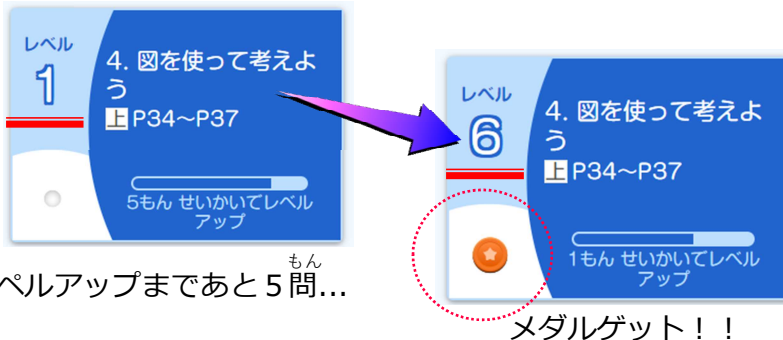 レベル
1
4. 図を使って考えよ
う
上 P34～P37
5もん せいかいでレベル
アップ
もん
ベルアップまであと5問...
レベル
6
4. 図を使って考えよ
う
上 P34～P37
1もん せいかいでレベル
アップ
メダルゲット！！